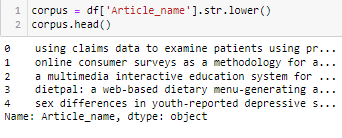 1 corpus = df['Article_name'].str.lower()
2 corpus.head()
0 using claims data to examine patients using pr...
1 online consumer surveys as a methodology for a...
2 a multimedia interactive education system for ...
3 dietpal: a web-based dietary menu-generating a...
4 sex differences in youth-reported depressive s...
Name: Article_name, dtype: object